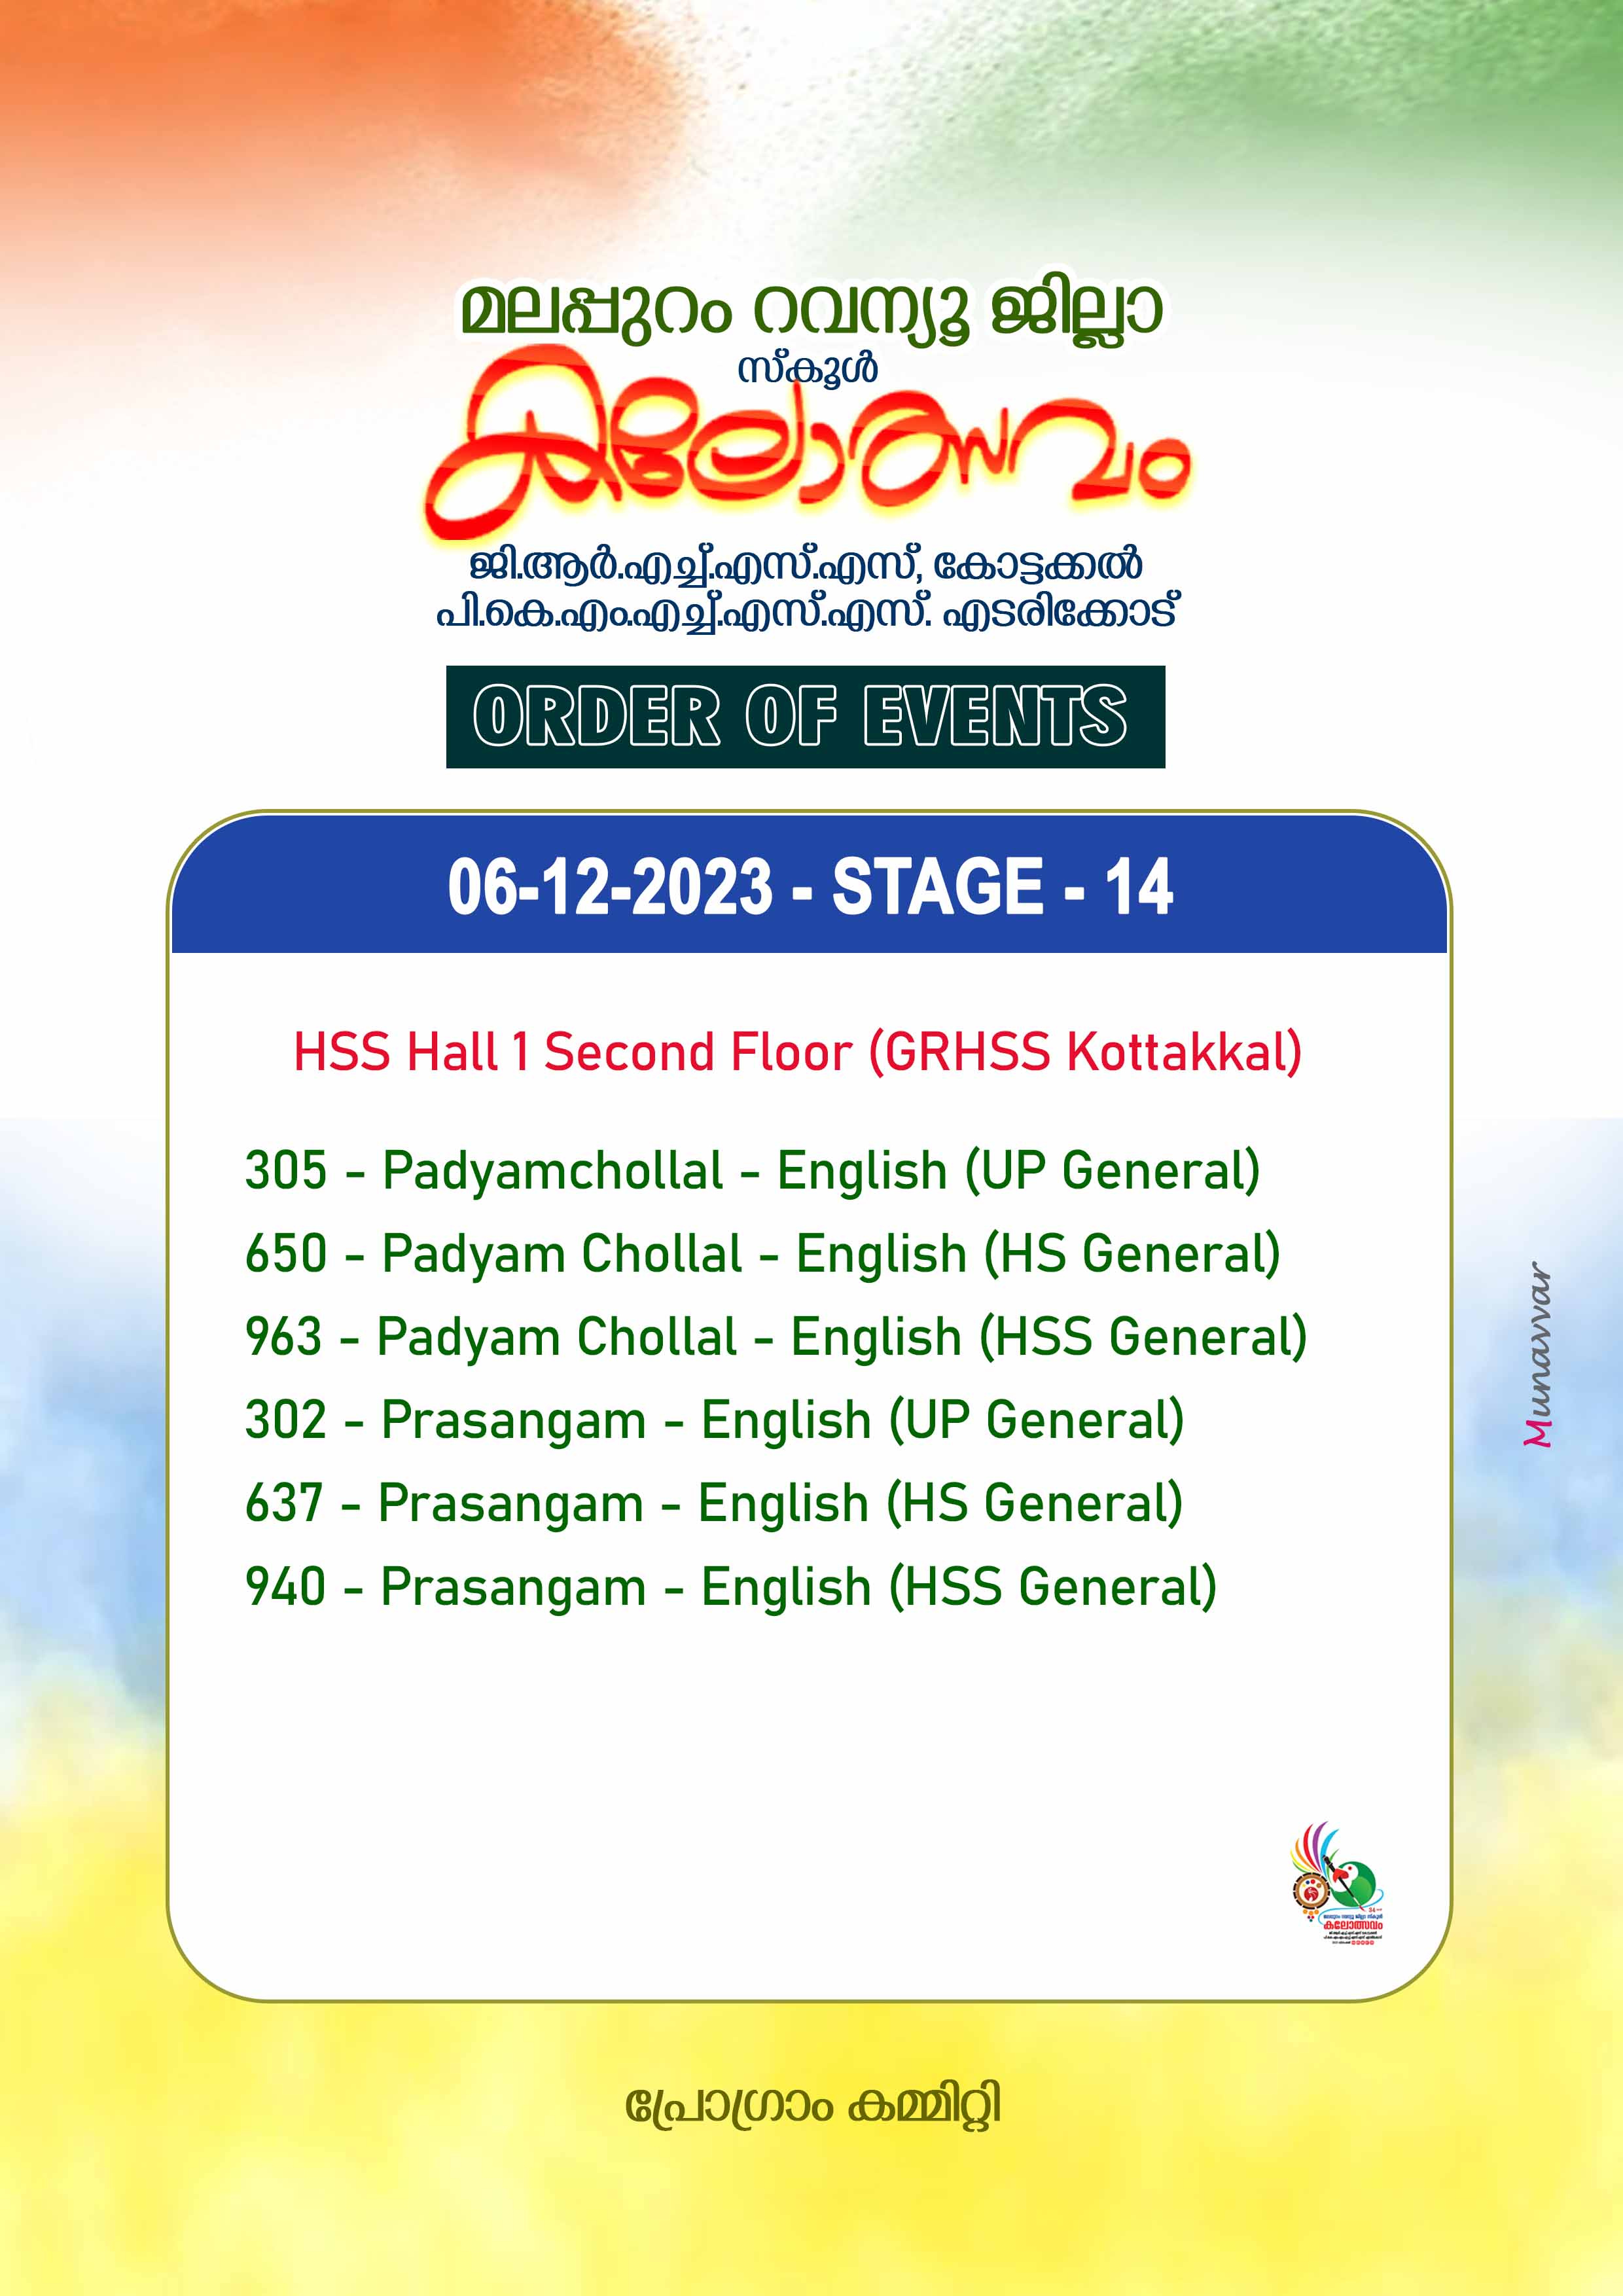 മലപ്പുറം റവന്യൂ ജില്ലാ
സ്കൂൾ
കലോത്സവം
ജി.ആർ.എച്ച്.എസ്.എസ്, കോട്ടക്കൽ
പി.കെ.എം.എച്ച്.എസ്.എസ്. എടരിക്കോട്
ORDER OF EVENTS
06-12-2023 - STAGE - 14
HSS Hall 1 Second Floor (GRHSS Kottakkal)
305 - Padyamchollal - English (UP General)
650 - Padyam Chollal - English (HS General)
963 - Padyam Chollal - English (HSS General)
302 - Prasangam - English (UP General)
637 - Prasangam - English (HS General)
940 - Prasangam - English (HSS General)
Munavvar
കലോത്സവം
പ്രോഗ്രാം കമ്മിറ്റി